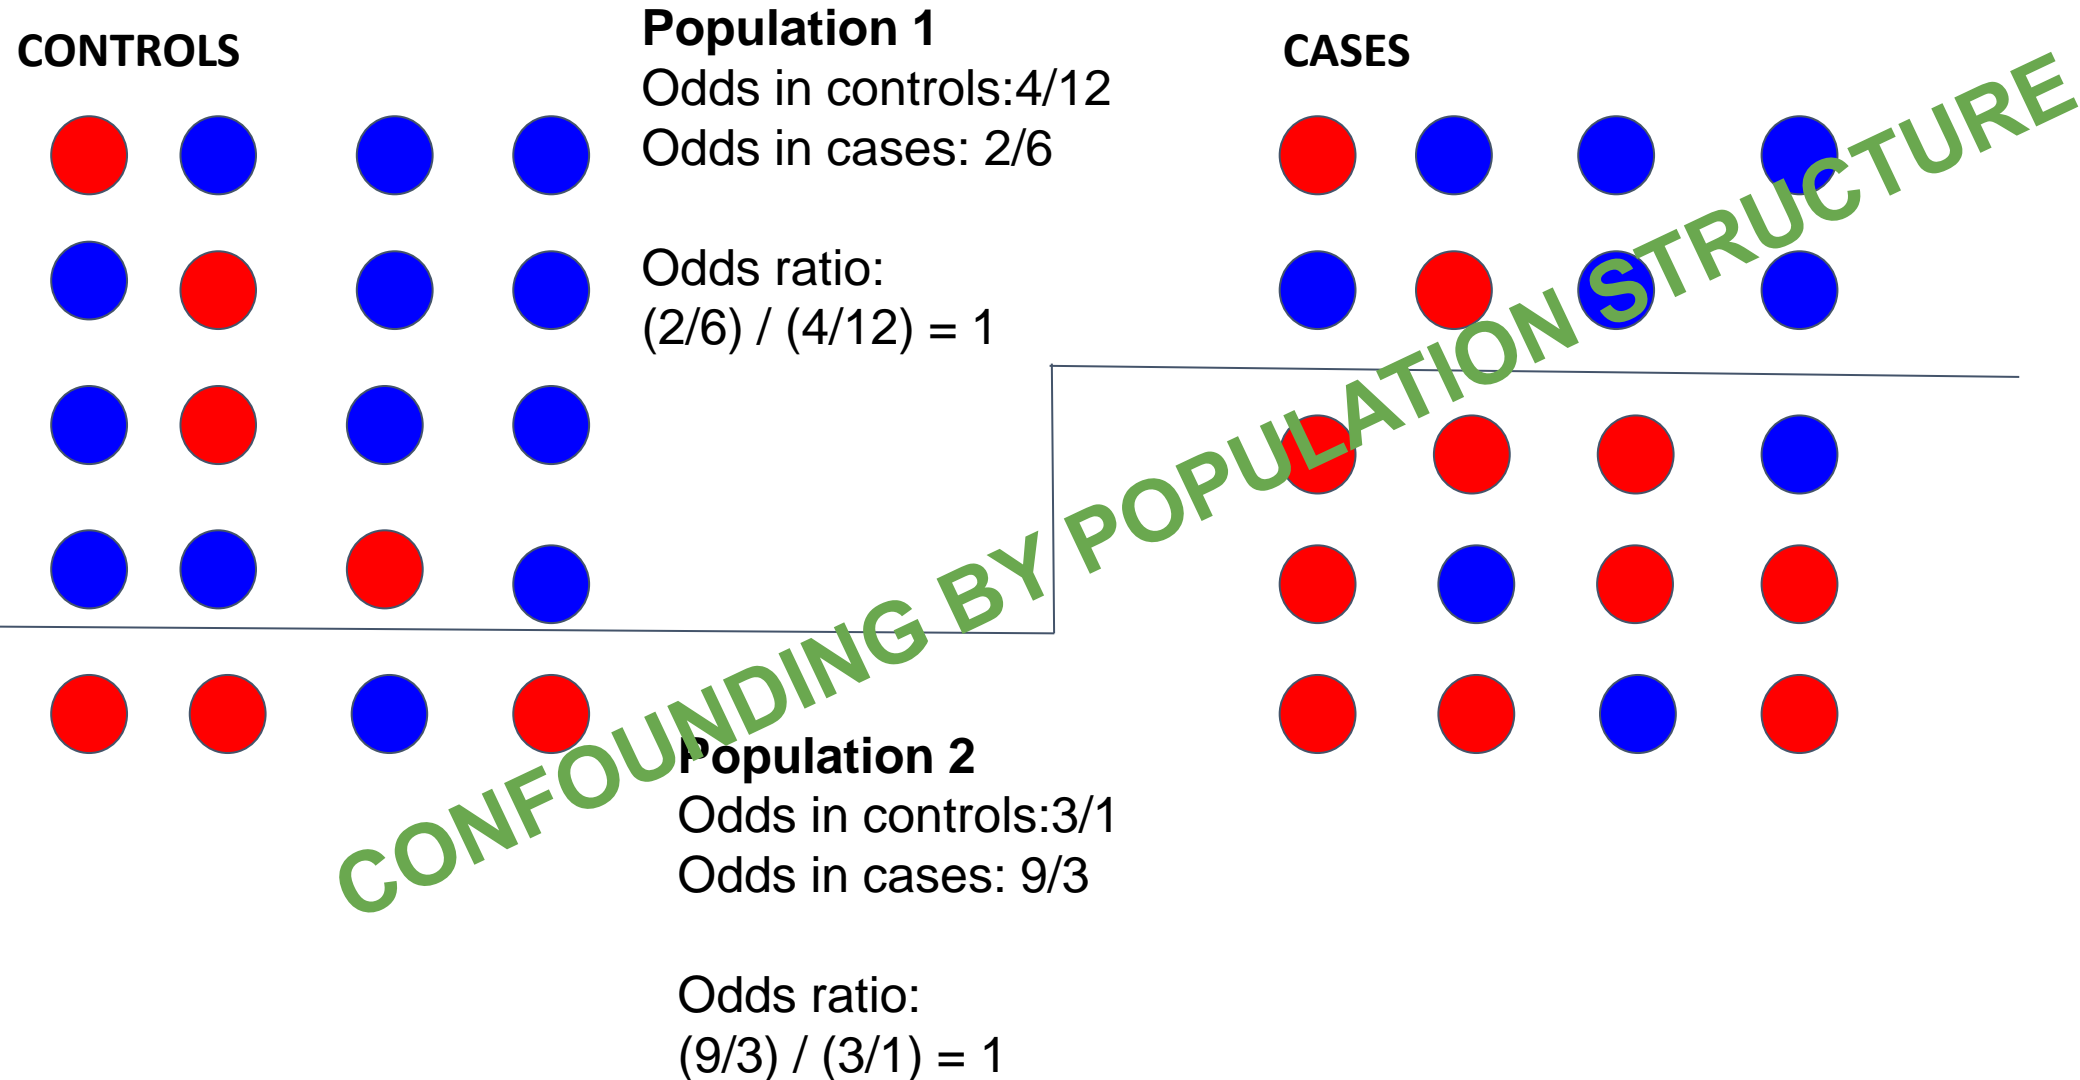 CONTROLS
Population 1
Odds in controls:4/12
Odds in cases: 2/6
Odds ratio:
(2/6) / (4/12) = 1
CASES
CONFOUNDING BY POPULATION STRUCTURE
Population 2
Odds in controls:3/1
Odds in cases: 9/3
Odds ratio:
(9/3) / (3/1) = 1